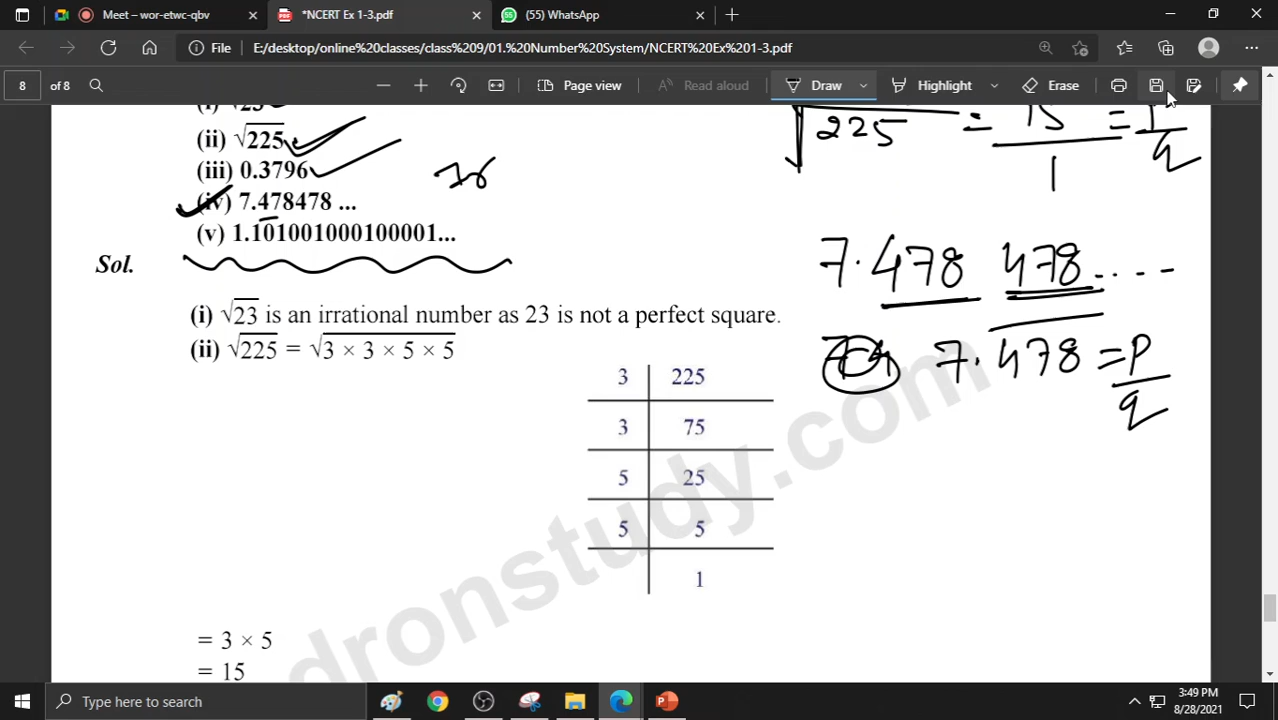 Meet – wor-etwc-qbv
*NCERT Ex 1-3.pdf
(55) WhatsApp
File
E:/desktop/online%20classes/class%209/01.%20Number%20System/NCERT%20Ex%201-3.pdf
8 of 8
Page view
Read aloud
Draw
Highlight
Erase
(i) √23
(ii) √225
(iii) 0.3796
(iv) 7.478478 ...
(v) 1.101001000100001...
Sol.
(i) √23 is an irrational number as 23 is not a perfect square.
(ii) √225 = √3 × 3 × 5 × 5
3 225
3 75
5 25
5 5
1
= 3 × 5
= 15
√225 = 15/1 = p/q
7.478 478....
7.478 = p/q
dronstudy.com
Type here to search
3:49 PM
8/28/2021